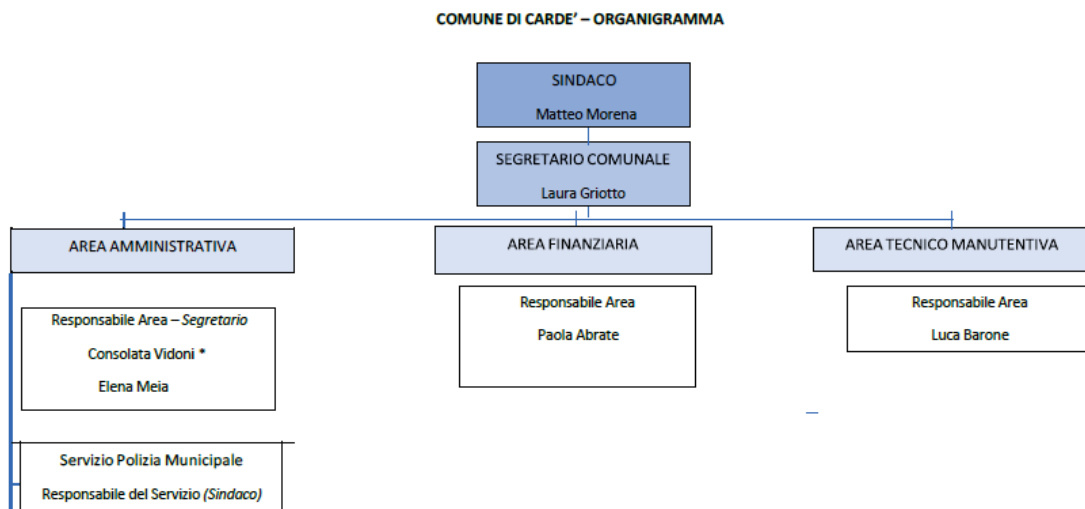 COMUNE DI CARDE’ – ORGANIGRAMMA
SINDACO
Matteo Morena
SEGRETARIO COMUNALE
Laura Griotto
AREA AMMINISTRATIVA
AREA FINANZIARIA
AREA TECNICO MANUTENTIVA
Responsabile Area – Segretario
Consolata Vidoni *
Elena Meia
Responsabile Area
Paola Abrate
Responsabile Area
Luca Barone
Servizio Polizia Municipale
Responsabile del Servizio (Sindaco)